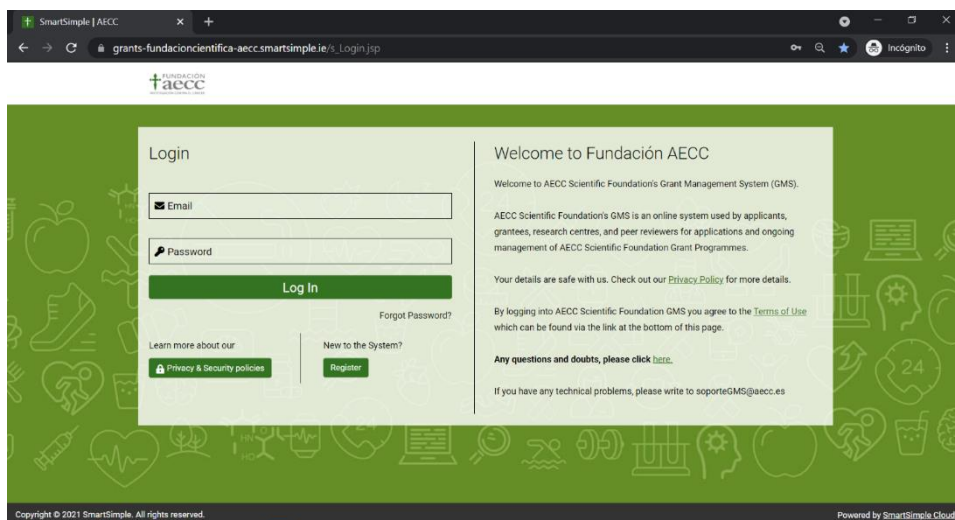 SmartSimple | AECC
grants-fundacioncientifica-aecc.smartsimple.ie/s_Login.jsp
Incógnito
FUNDACIÓN
aecc
Login
Email
Password
Log In
Forgot Password?
Learn more about our
Privacy & Security policies
New to the System?
Register
Welcome to Fundación AECC
Welcome to AECC Scientific Foundation's Grant Management System (GMS).
AECC Scientific Foundation's GMS is an online system used by applicants,
grantees, research centres, and peer reviewers for applications and ongoing
management of AECC Scientific Foundation Grant Programmes.
Your details are safe with us. Check out our Privacy Policy for more details.
By logging into AECC Scientific Foundation GMS you agree to the Terms of Use
which can be found via the link at the bottom of this page.
Any questions and doubts, please click here.
If you have any technical problems, please write to soporteGMS@aecc.es
24
HN
HO
Copyright © 2021 SmartSimple. All rights reserved.
Powered by SmartSimple Cloud